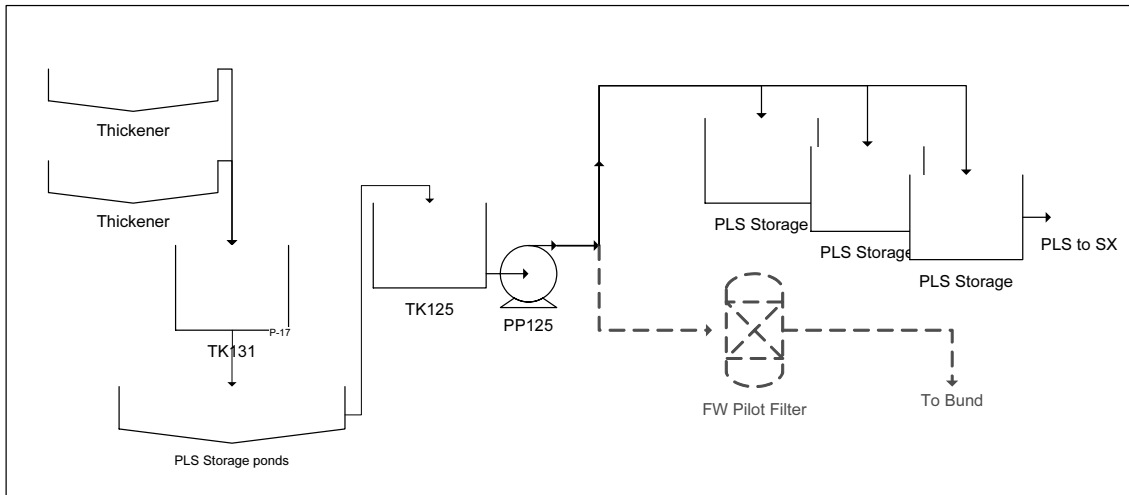 Thickener
Thickener
P-17
TK131
PLS Storage ponds
TK125
PP125
PLS Storage
PLS Storage
PLS Storage
PLS to SX
FW Pilot Filter
To Bund